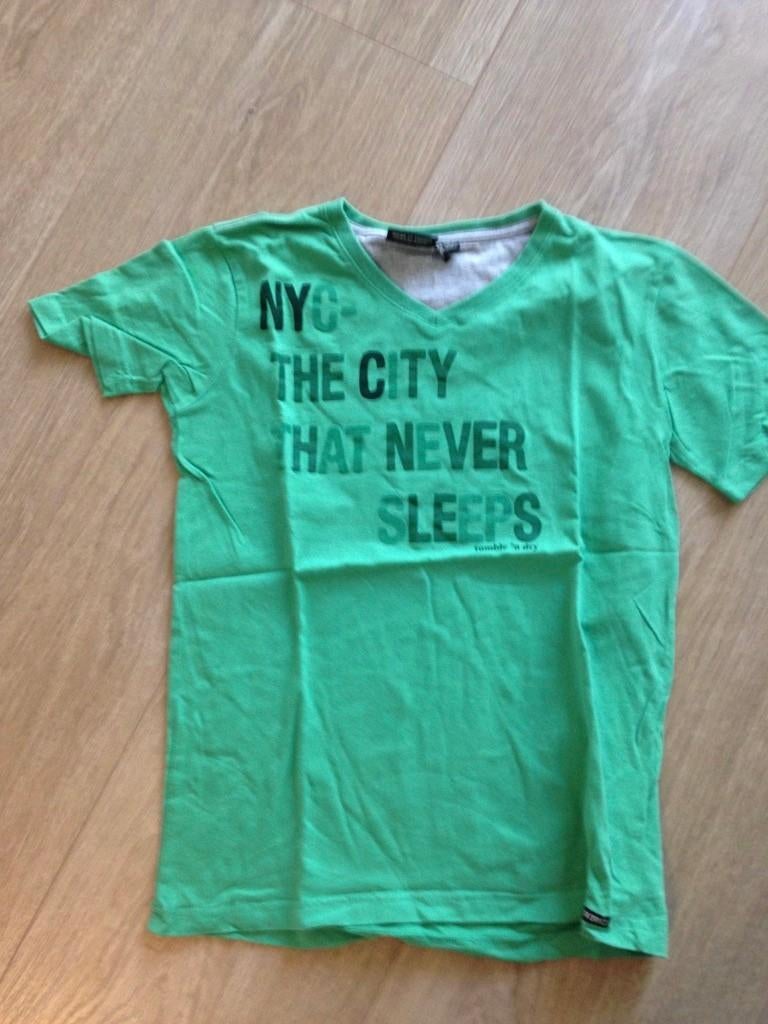 NYC-
THE CITY
THAT NEVER
SLEEPS
tumble 'n dry